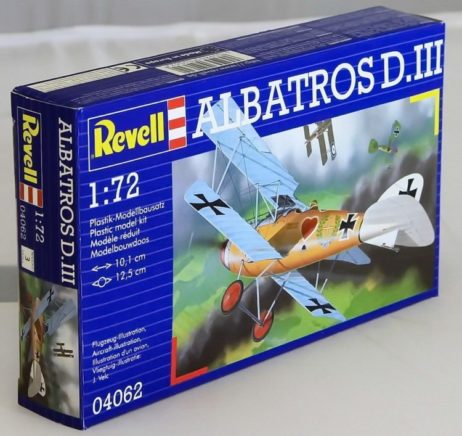 Revell
ALBATROS D.III
1:72
Plastik-Modellbausatz
Plastic model kit
Modèle réduit
Modelbouwdoos
10,1 cm
12,5 cm
Flugzeug-Illustration,
Aircraft-Illustration,
Illustration d'un avion,
Vliegtuig illustratie:
J. Velc
04062
Revell
1:72
04062
ALBATROS D.III
3